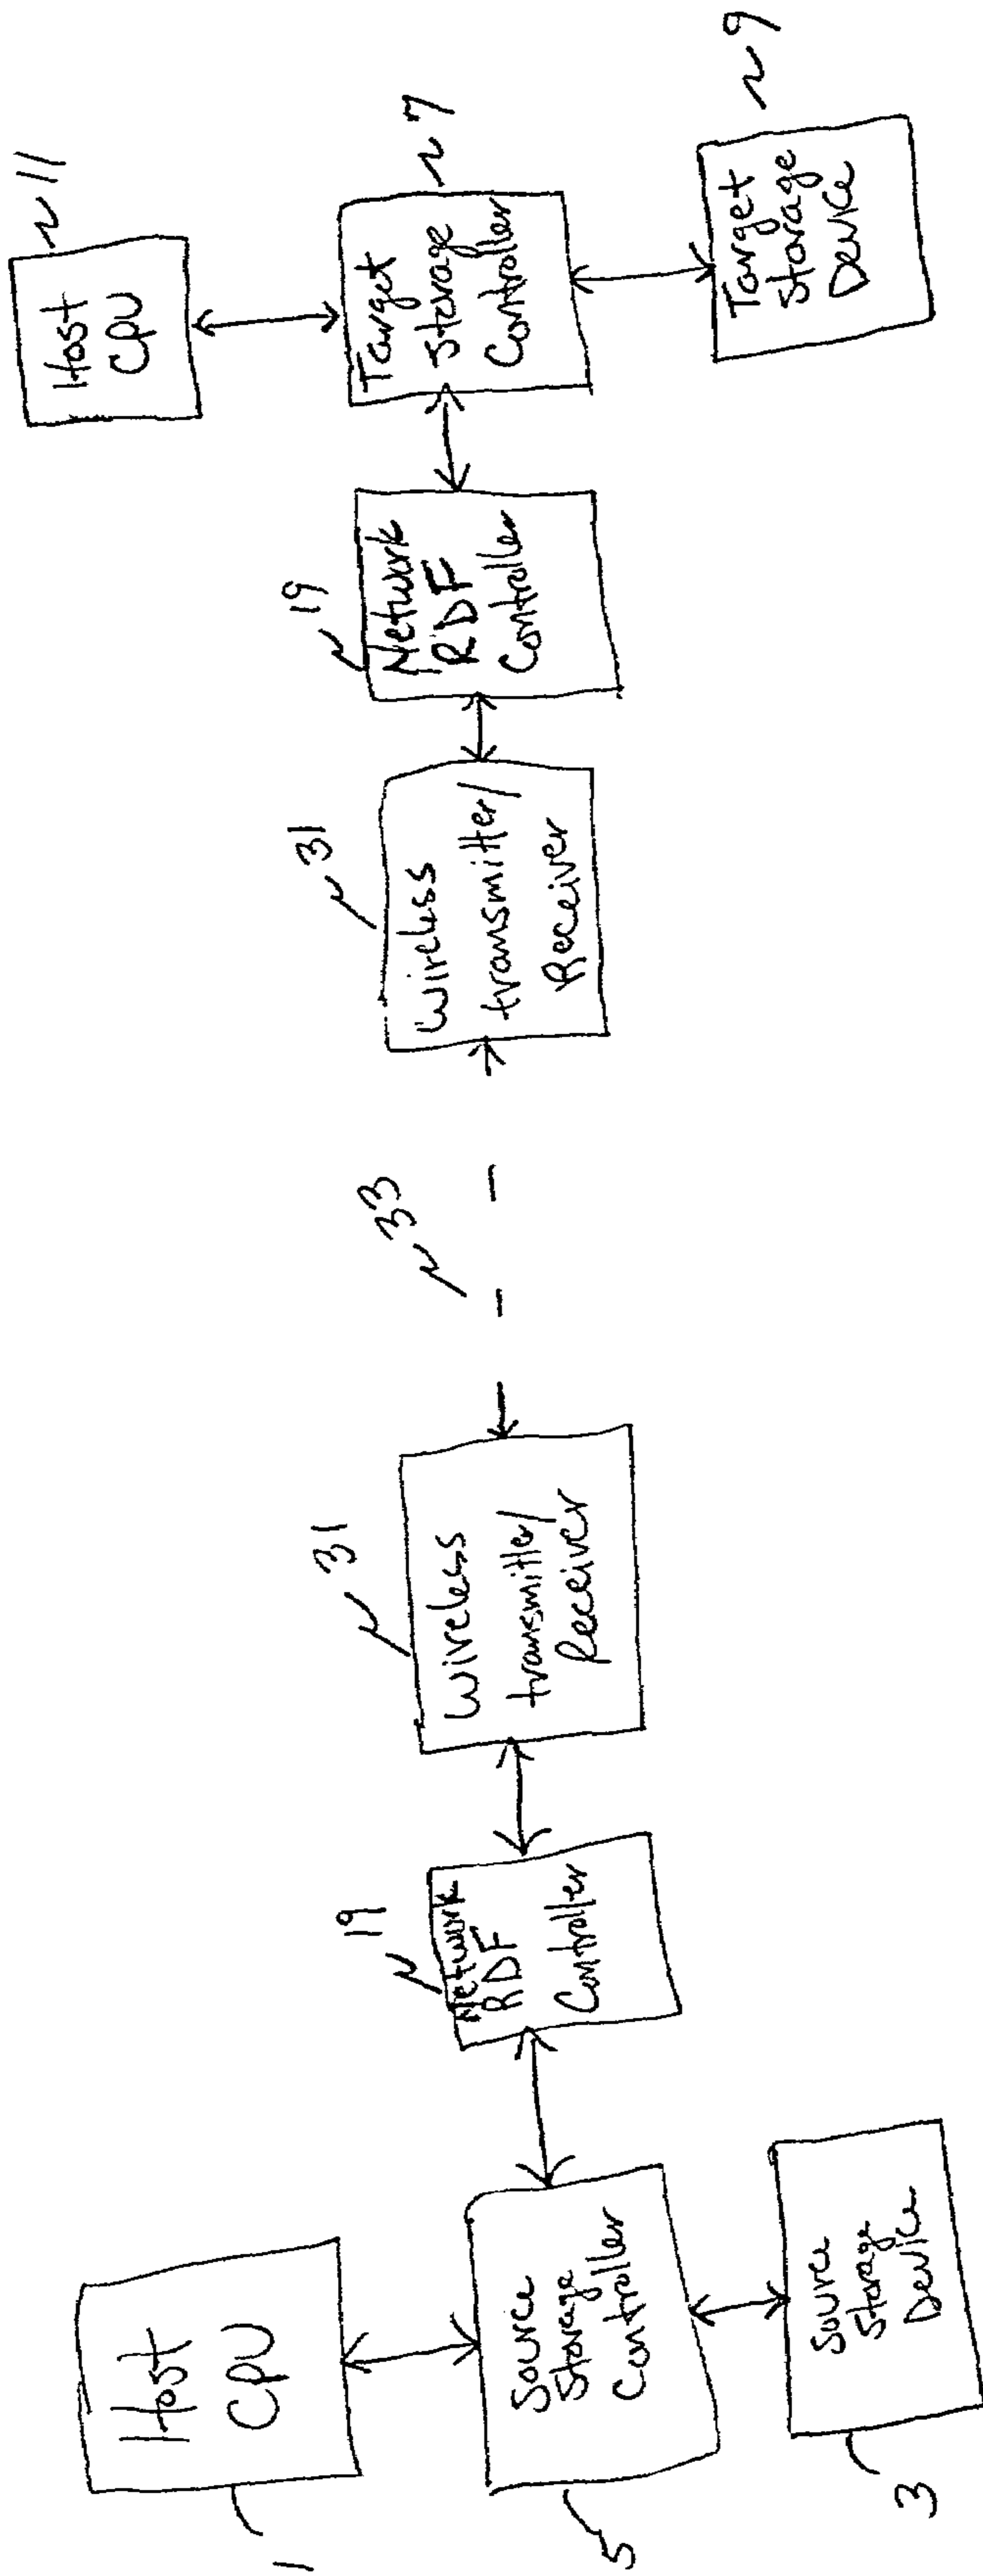 1
Host
CPU
5
Source
Storage
Controller
3
Source
Storage
Device
19
Network
RDF
Controller
31
Wireless
transmitter/
Receiver
33
31
Wireless
transmitter/
Receiver
19
Network
RDF
Controller
11
Host
CPU
7
Target
Storage
Controller
9
Target
Storage
Device